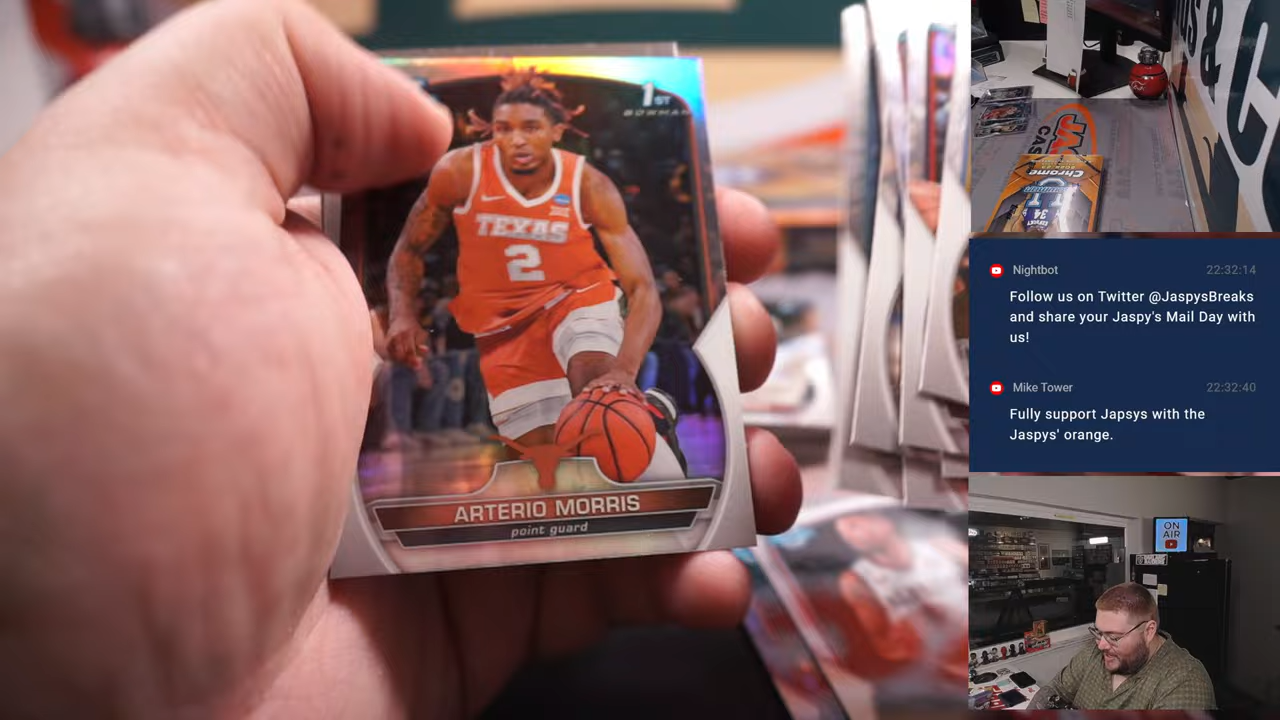 1ST
BOWMAN
TEXAS
2
ARTERIO MORRIS
point guard
Chrome
Nightbot 22:32:14
Follow us on Twitter @JaspysBreaks
and share your Jaspy's Mail Day with
us!
Mike Tower 22:32:40
Fully support Japsys with the
Jaspys' orange.
ON
AIR